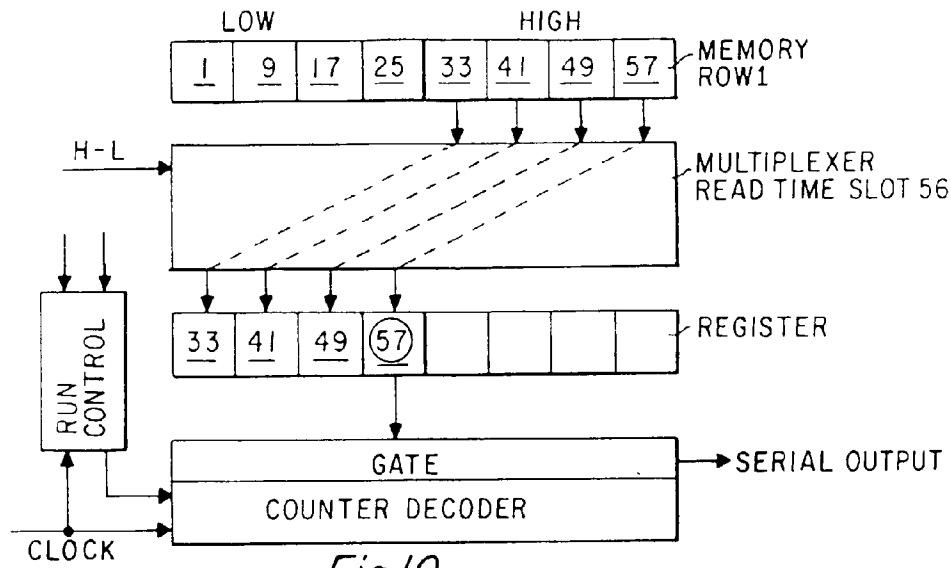 LOW HIGH
1 9 17 25 33 41 49 57
MEMORY
ROW1
H-L
MULTIPLEXER
READ TIME SLOT 56
RUN
CONTROL
33 41 49 57
REGISTER
GATE
SERIAL OUTPUT
COUNTER DECODER
CLOCK